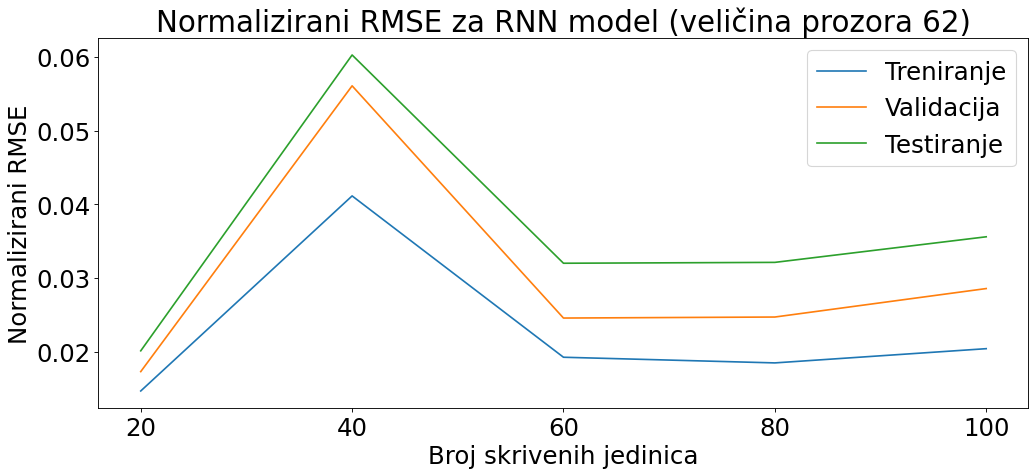 Normalizirani RMSE za RNN model (veličina prozora 62)
Normalizirani RMSE
0.06
0.05
0.04
0.03
0.02
Treniranje
Validacija
Testiranje
20 40 60 80 100
Broj skrivenih jedinica